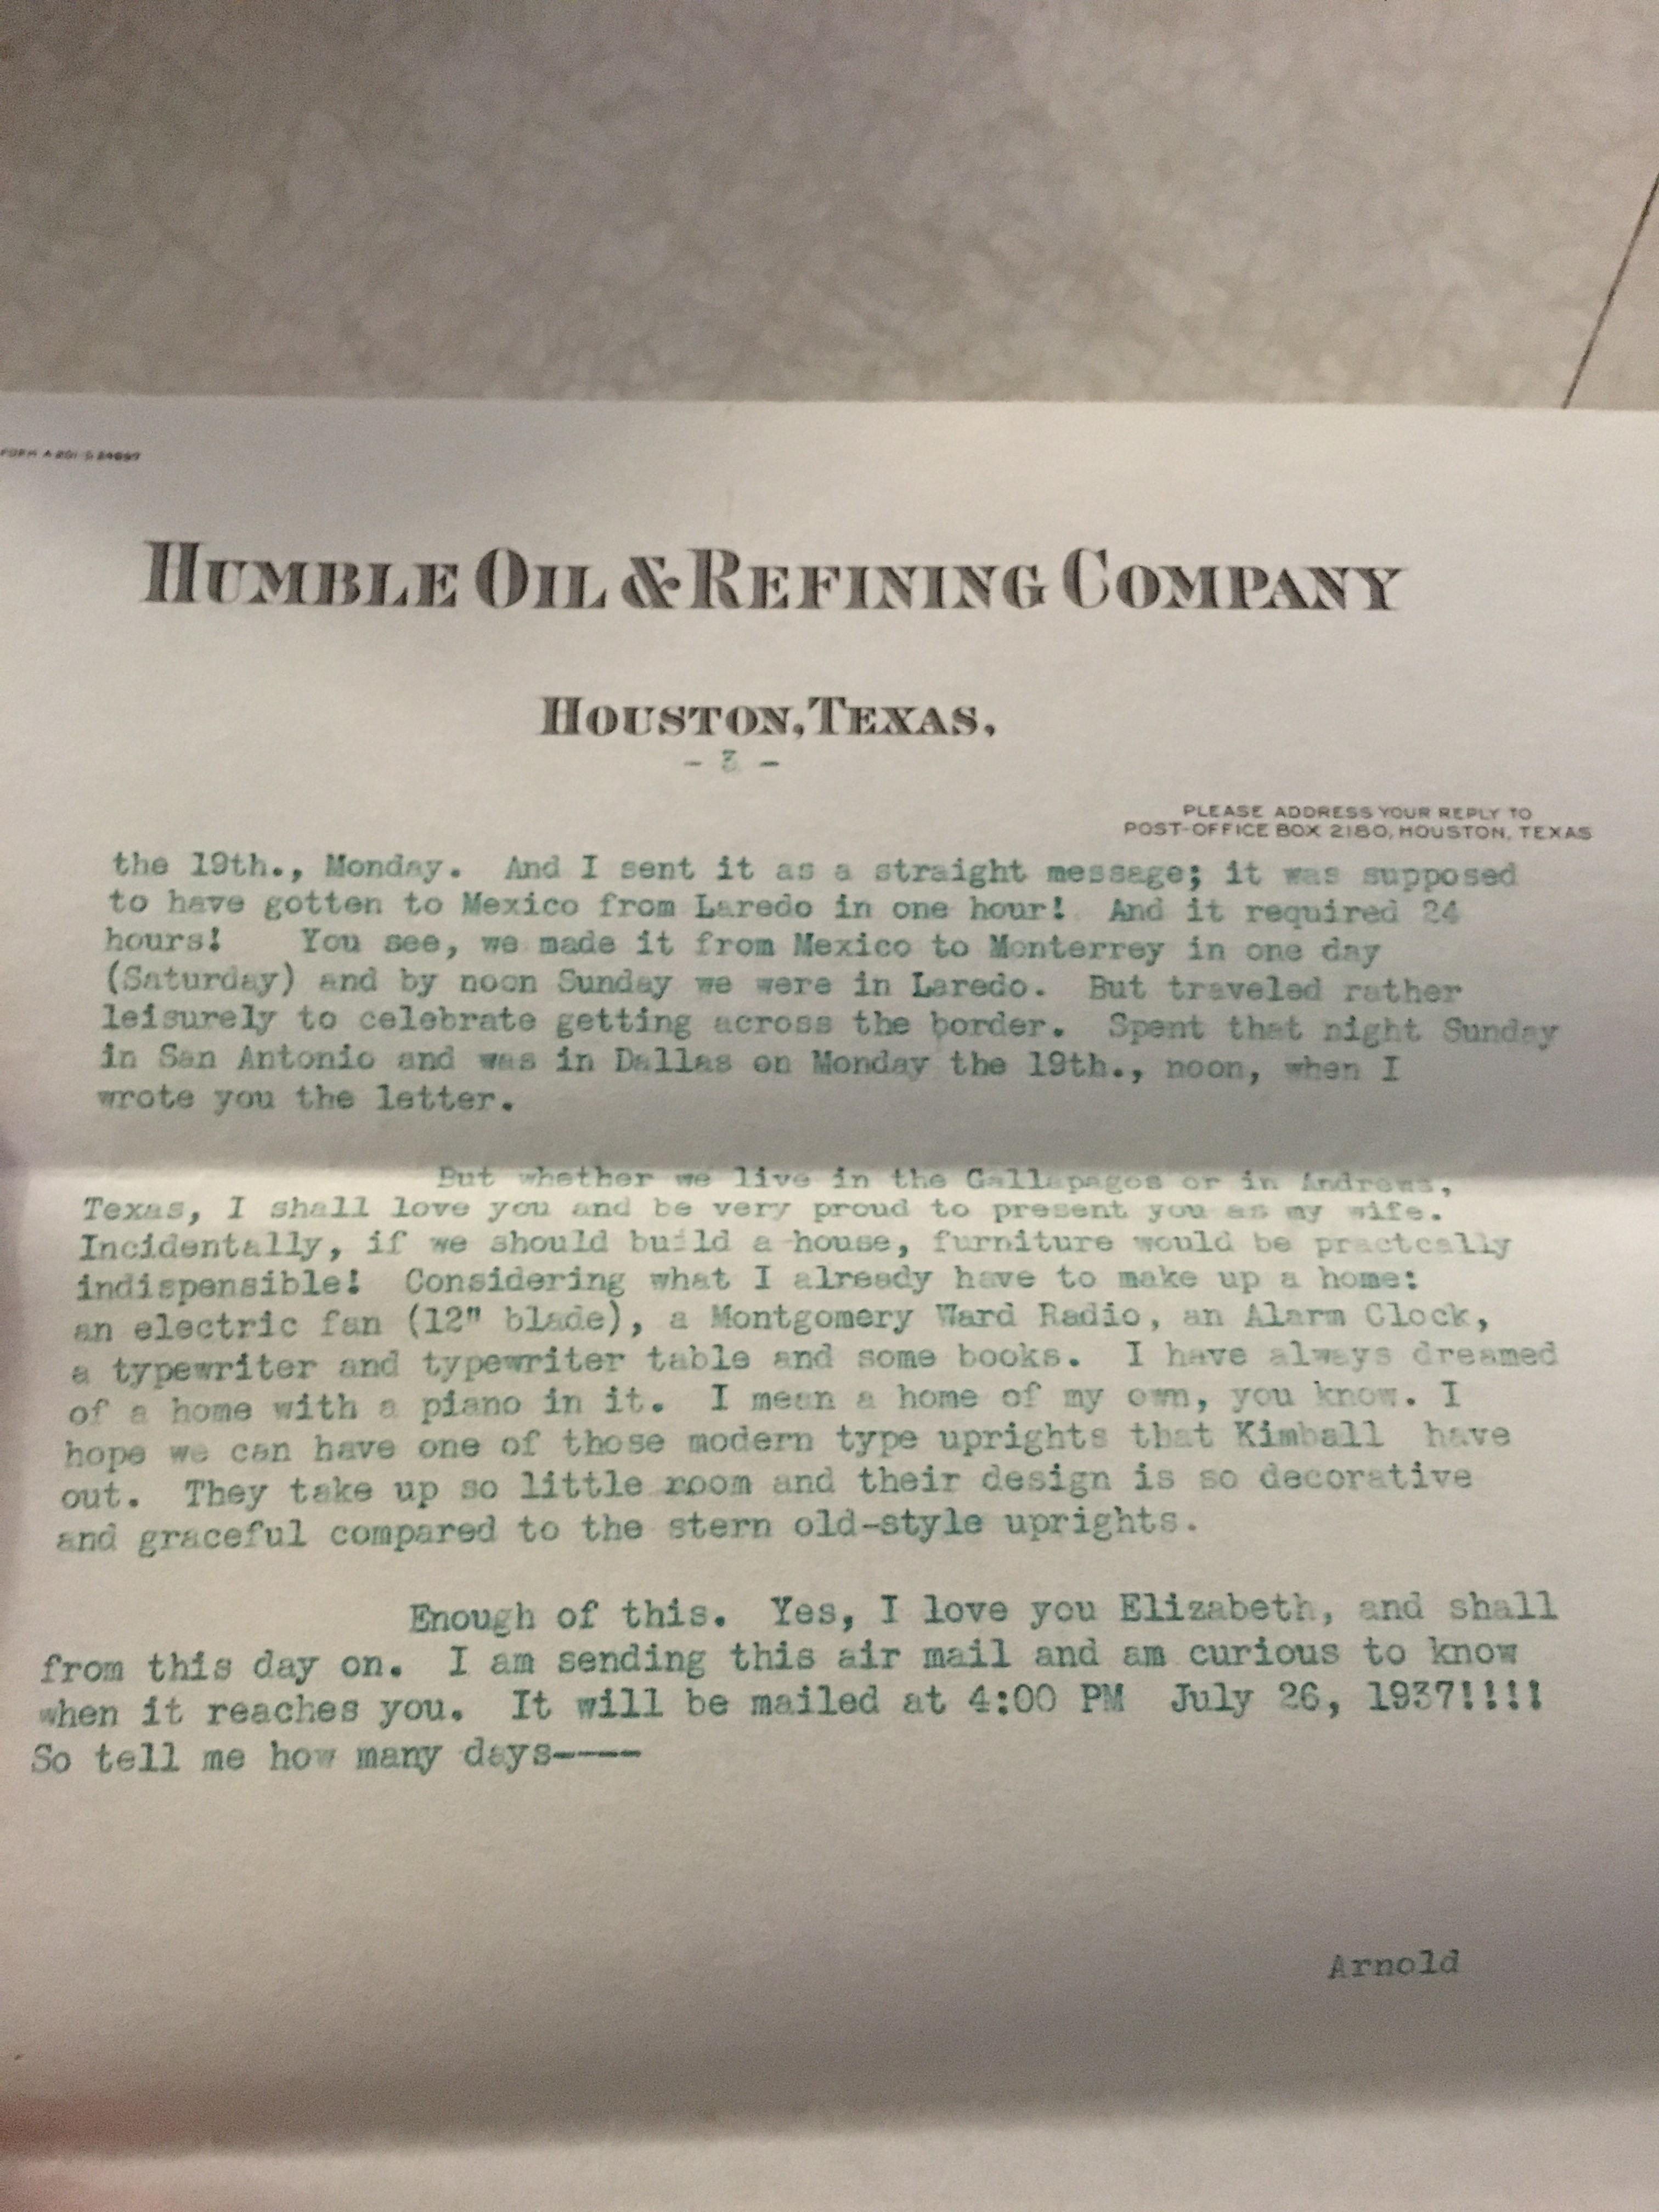 HUMBLE OIL & REFINING COMPANY
HOUSTON, TEXAS,
- 3 -
PLEASE ADDRESS YOUR REPLY TO
POST-OFFICE BOX 2180, HOUSTON, TEXAS
the 19th., Monday. And I sent it as a straight message; it was supposed
to have gotten to Mexico from Laredo in one hour! And it required 24
hours! You see, we made it from Mexico to Monterrey in one day
(Saturday) and by noon Sunday we were in Laredo. But traveled rather
leisurely to celebrate getting across the border. Spent that night Sunday
in San Antonio and was in Dallas on Monday the 19th., noon, when I
wrote you the letter.
But whether we live in the Gallapagos or in Andrews,
Texas, I shall love you and be very proud to present you as my wife.
Incidentally, if we should build a house, furniture would be practcally
indispensible! Considering what I already have to make up a home:
an electric fan (12" blade), a Montgomery Ward Radio, an Alarm Clock,
a typewriter and typewriter table and some books. I have always dreamed
of a home with a piano in it. I mean a home of my own, you know. I
hope we can have one of those modern type uprights that Kimball have
out. They take up so little room and their design is so decorative
and graceful compared to the stern old-style uprights.
Enough of this. Yes, I love you Elizabeth, and shall
from this day on. I am sending this air mail and am curious to know
when it reaches you. It will be mailed at 4:00 PM July 26, 1937!!!!
So tell me how many days----
Arnold